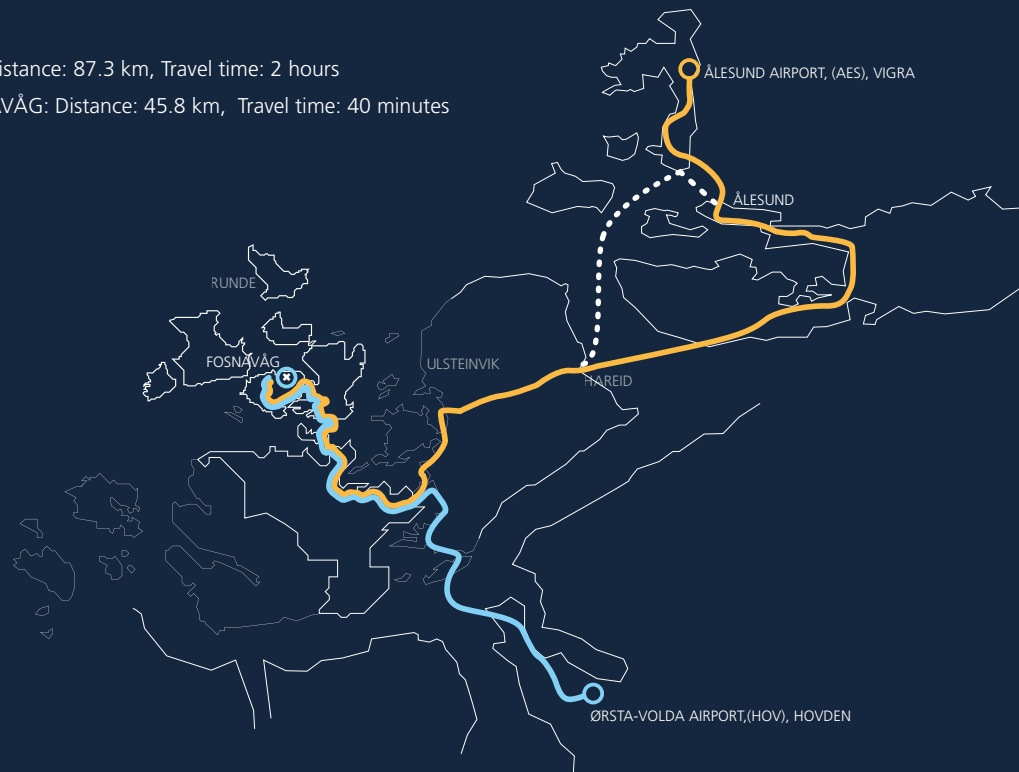 istance: 87.3 km, Travel time: 2 hours
AVÅG: Distance: 45.8 km, Travel time: 40 minutes
ÅLESUND AIRPORT, (AES), VIGRA
ÅLESUND
RUNDE
FOSNAVÅG
ULSTEINVIK
HAREID
ØRSTA-VOLDA AIRPORT,(HOV), HOVDEN